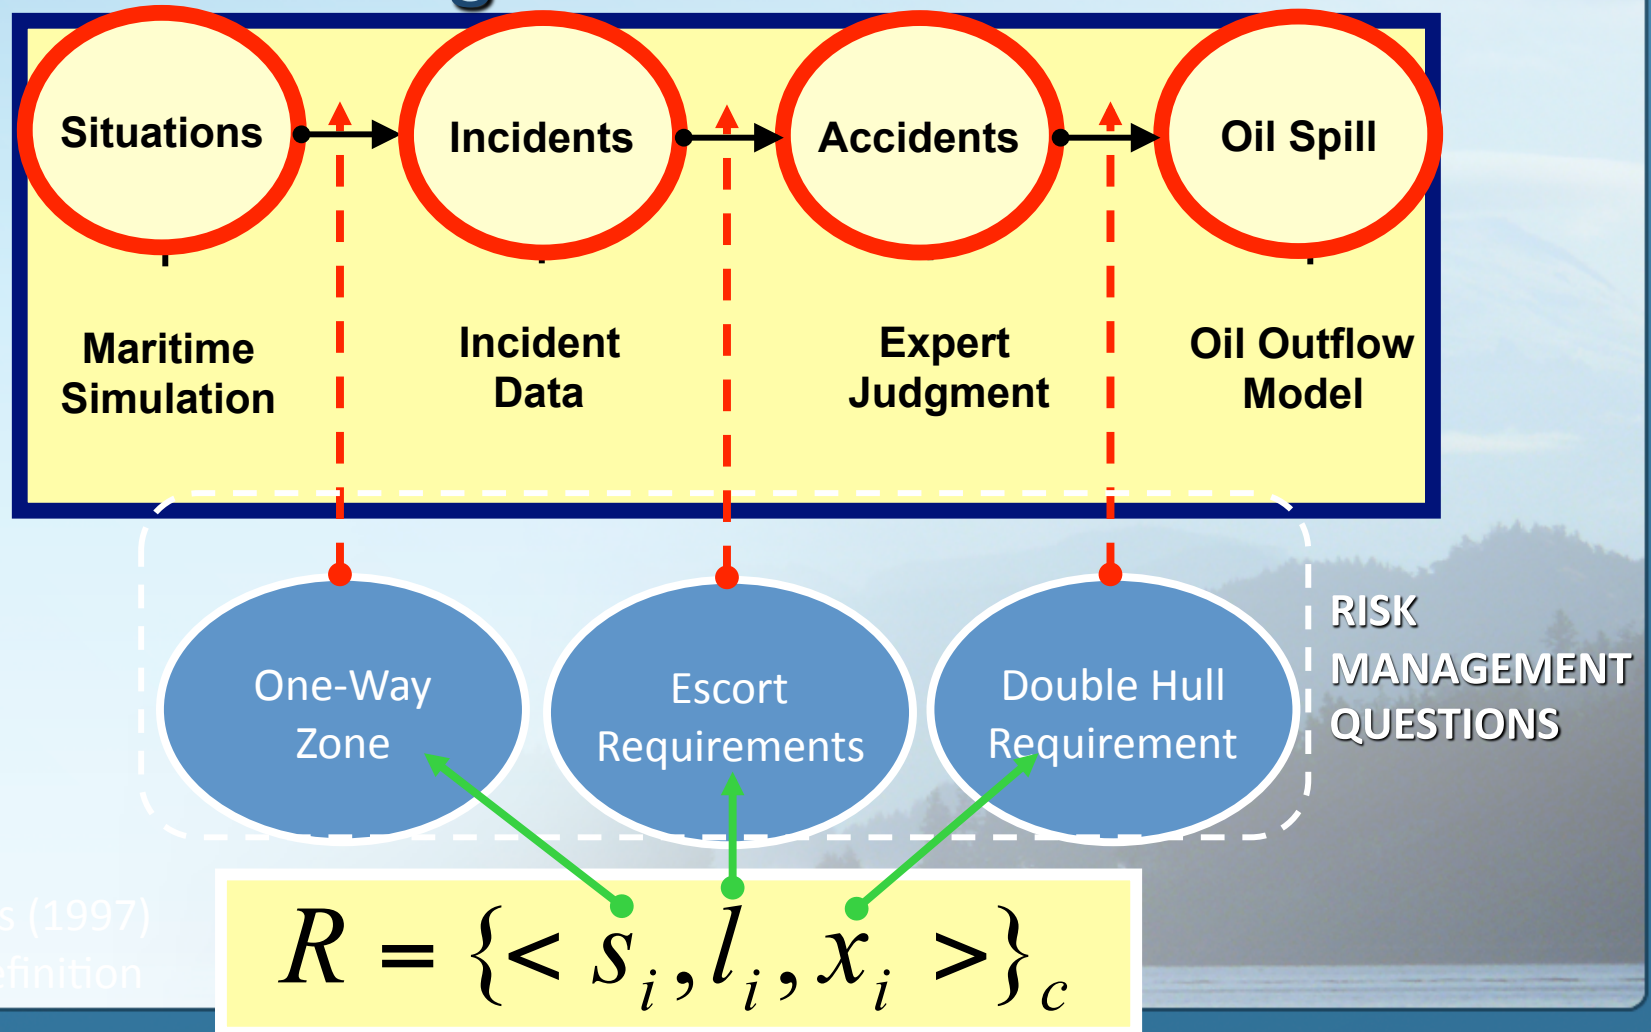 Situations
Incidents
Accidents
Oil Spill
Maritime
Simulation
Incident
Data
Expert
Judgment
Oil Outflow
Model
One-Way
Zone
Escort
Requirements
Double Hull
Requirement
RISK
MANAGEMENT
QUESTIONS
(1997)
R = {< s_i, l_i, x_i >}_c